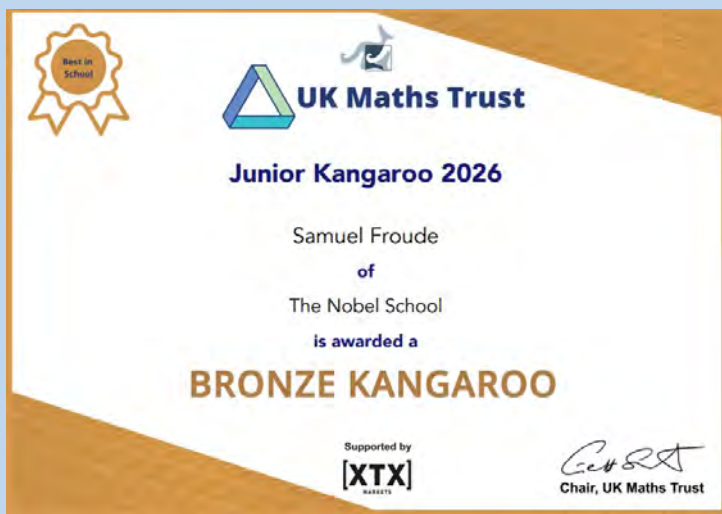 Best in
School
UK Maths Trust
Junior Kangaroo 2026
Samuel Froude
of
The Nobel School
is awarded a
BRONZE KANGAROO
Supported by
[XTX]
MARKETS
Chair, UK Maths Trust